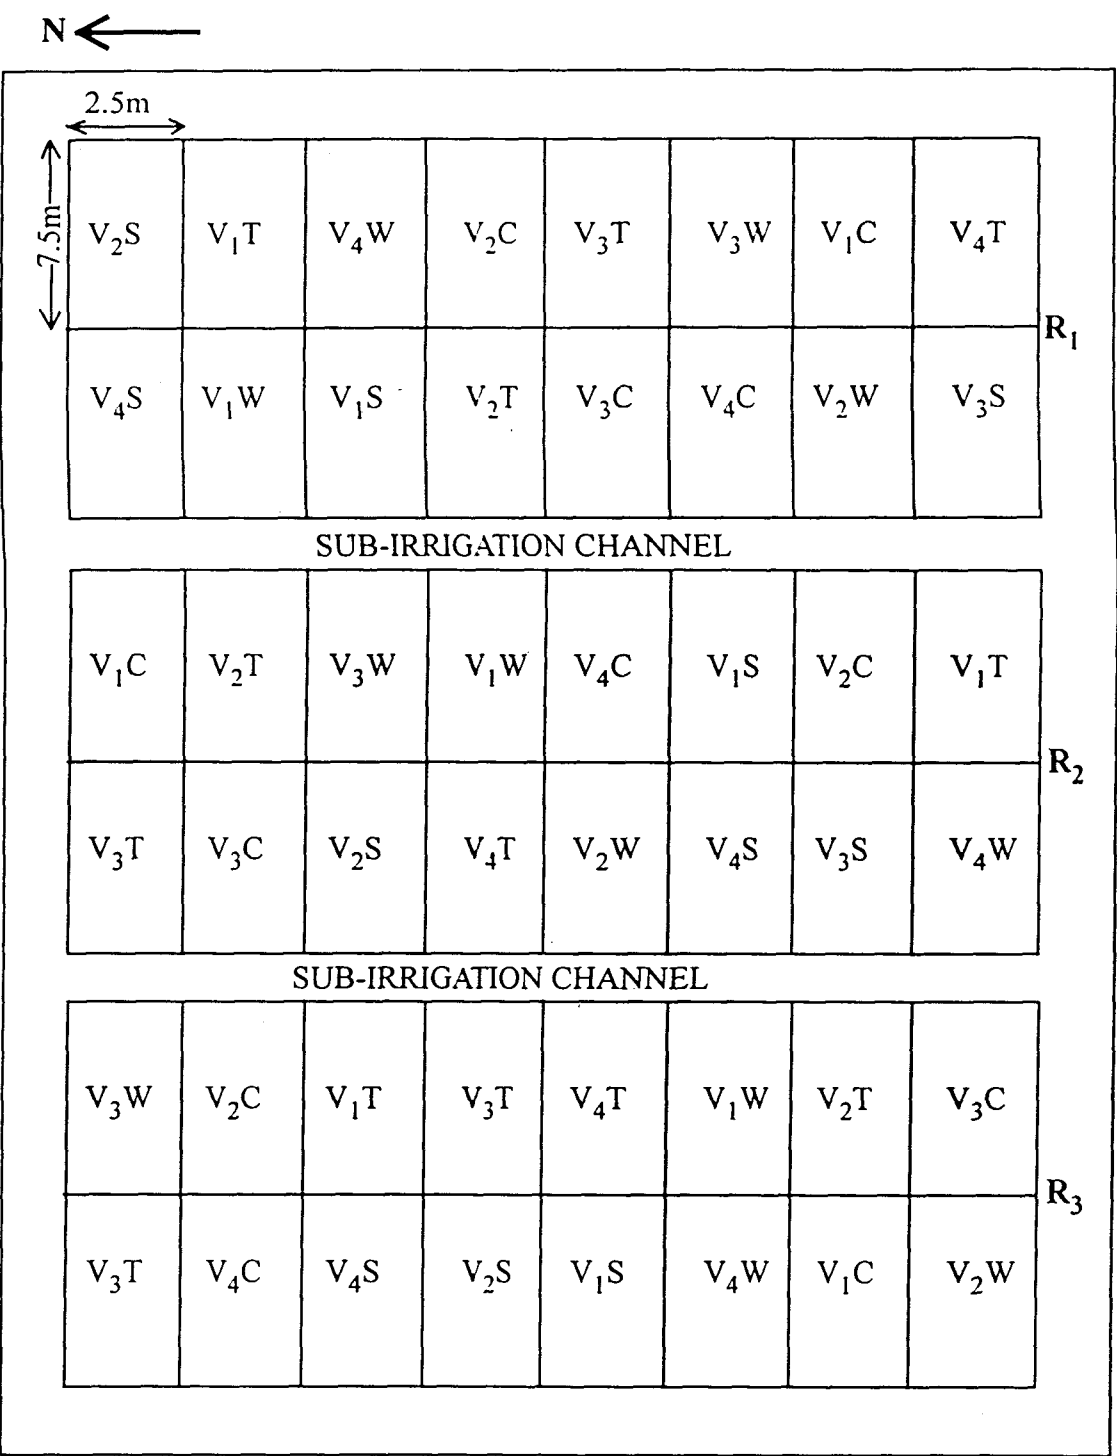 N
2.5m
7.5m
V₂S V₁T V₄W V₂C V₃T V₃W V₁C V₄T
R₁
V₄S V₁W V₁S V₂T V₃C V₄C V₂W V₃S
SUB-IRRIGATION CHANNEL
V₁C V₂T V₃W V₁W V₄C V₁S V₂C V₁T
R₂
V₃T V₃C V₂S V₄T V₂W V₄S V₃S V₄W
SUB-IRRIGATION CHANNEL
V₃W V₂C V₁T V₃T V₄T V₁W V₂T V₃C
R₃
V₃T V₄C V₄S V₂S V₁S V₄W V₁C V₂W